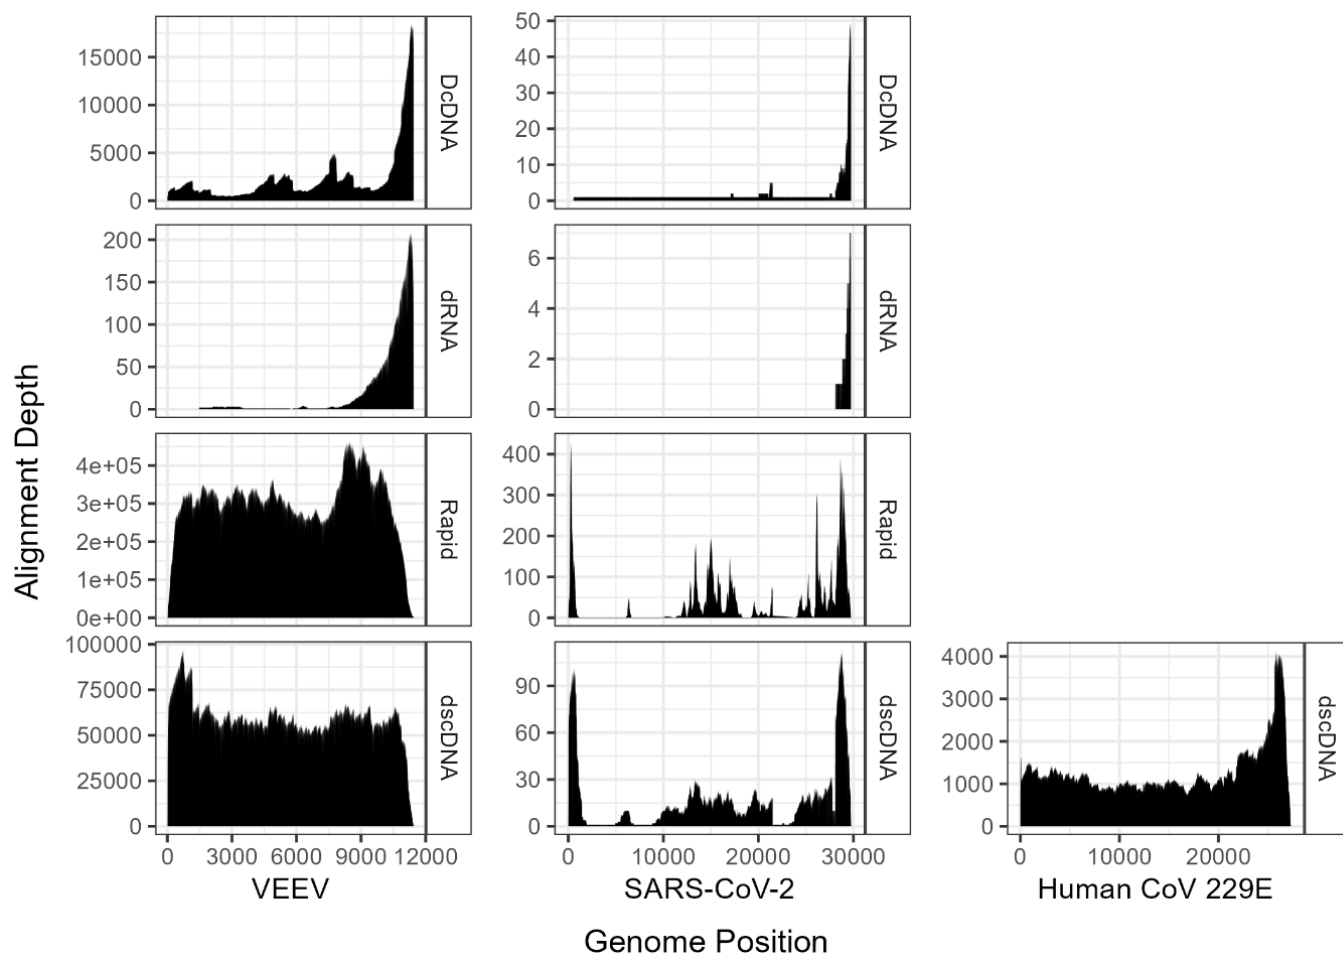 15000
10000
5000
0
DcDNA
50
40
30
20
10
0
DcDNA
200
150
100
50
0
dRNA
6
4
2
0
dRNA
Alignment Depth
4e+05
3e+05
2e+05
1e+05
0e+00
Rapid
400
300
200
100
0
Rapid
100000
75000
50000
25000
0
dscDNA
90
60
30
0
dscDNA
4000
3000
2000
1000
0
dscDNA
0 3000 6000 9000 12000
0 10000 20000 30000
0 10000 20000
VEEV
SARS-CoV-2
Human CoV 229E
Genome Position